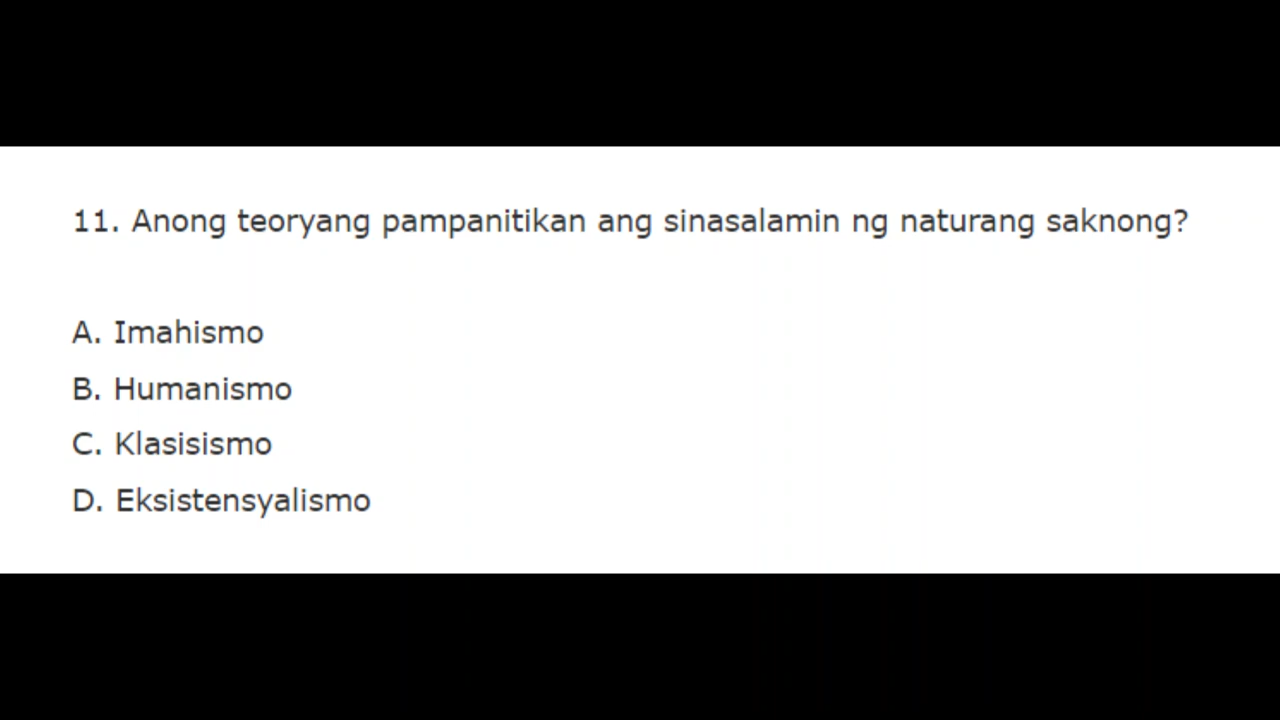 11. Anong teoryang pampanitikan ang sinasalamin ng naturang saknong?
A. Imahismo
B. Humanismo
C. Klasisismo
D. Eksistensyalismo